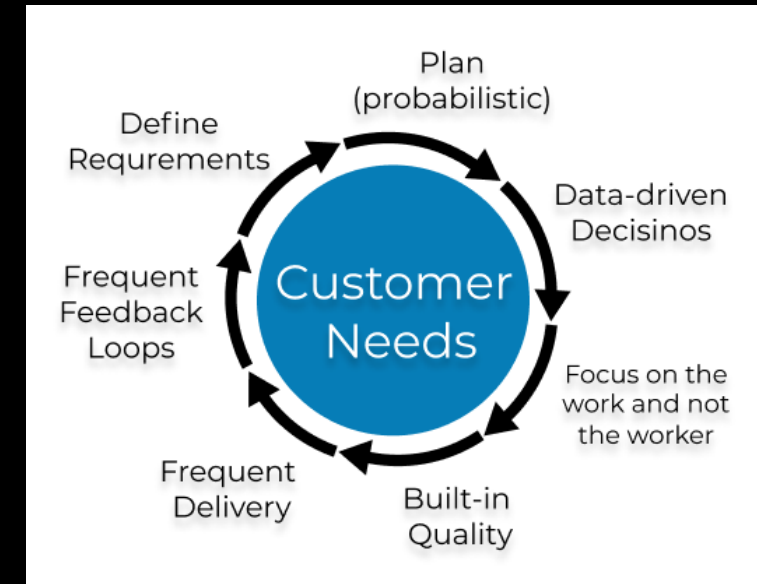 Plan
(probabilistic)
Define
Requrements
Data-driven
Decisinos
Customer
Needs
Frequent
Feedback
Loops
Focus on the
work and not
the worker
Frequent
Delivery
Built-in
Quality